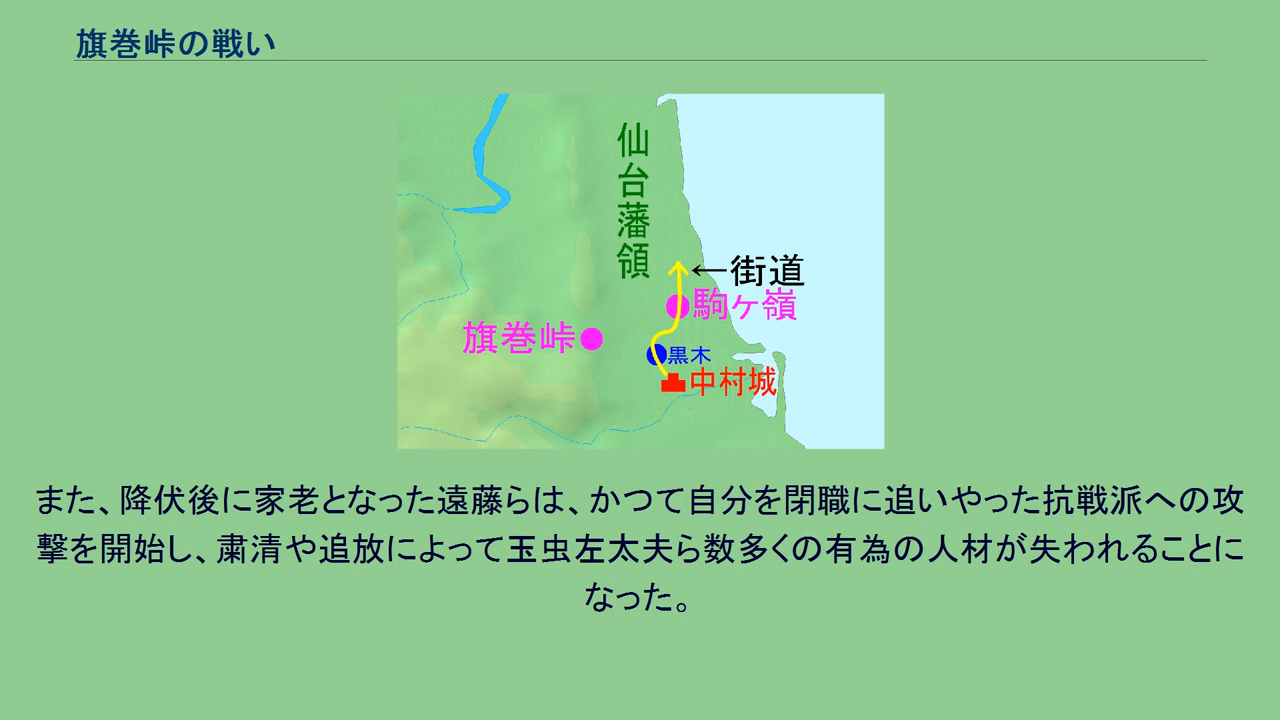 旗巻峠の戦い
仙台藩領
←街道
駒ヶ嶺
旗巻峠
黒木
中村城
また、降伏後に家老となった遠藤らは、かつて自分を閉職に追いやった抗戦派への攻
撃を開始し、粛清や追放によって玉虫左太夫ら数多くの有為の人材が失われることに
なった。